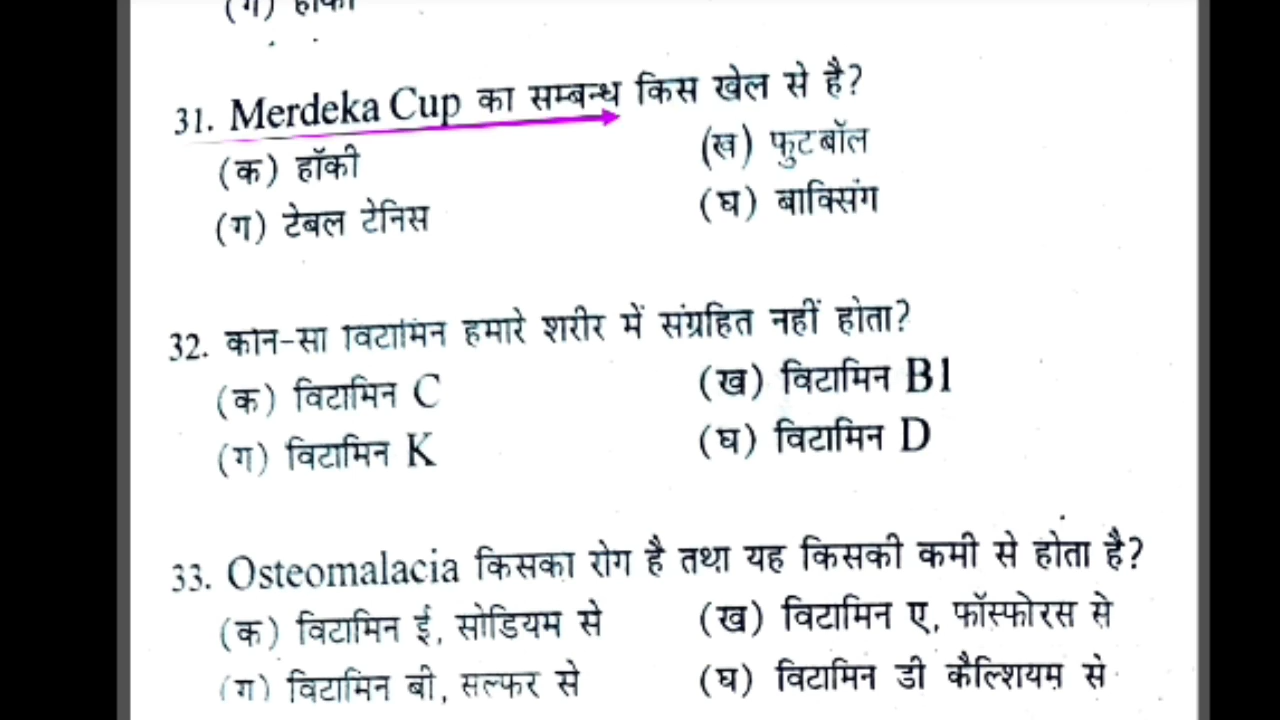 (ग) हॉकी
31. Merdeka Cup का सम्बन्ध किस खेल से है?
(क) हॉकी (ख) फुटबॉल
(ग) टेबल टेनिस (घ) बाक्सिंग
32. कौन-सा विटामिन हमारे शरीर में संग्रहित नहीं होता?
(क) विटामिन C (ख) विटामिन B1
(ग) विटामिन K (घ) विटामिन D
33. Osteomalacia किसका रोग है तथा यह किसकी कमी से होता है?
(क) विटामिन ई, सोडियम से (ख) विटामिन ए, फॉस्फोरस से
(ग) विटामिन बी, सल्फर से (घ) विटामिन डी कैल्शियम से